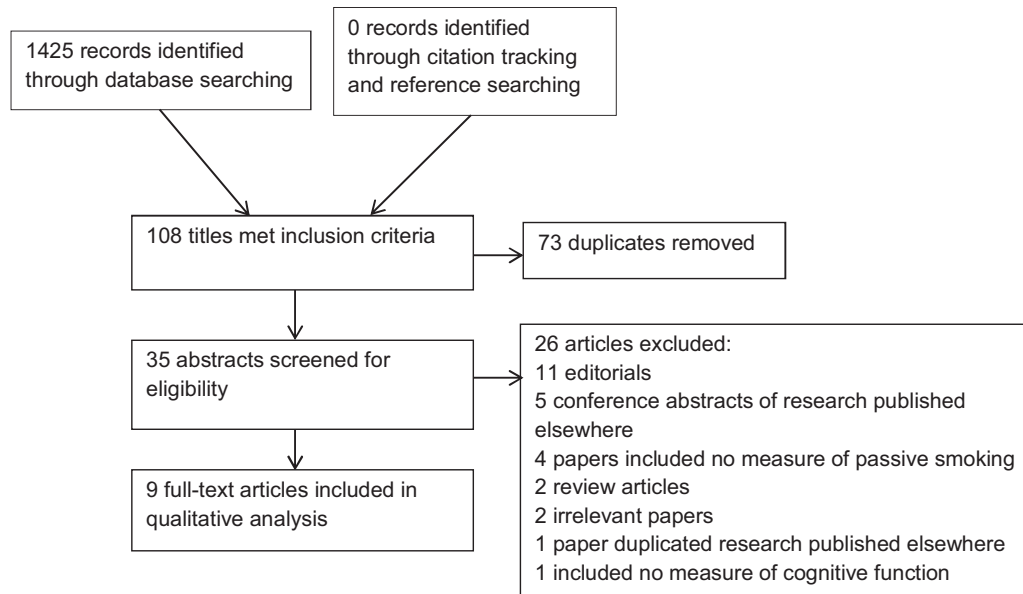 1425 records identified
through database searching
0 records identified
through citation tracking
and reference searching
108 titles met inclusion criteria
73 duplicates removed
35 abstracts screened for
eligibility
26 articles excluded:
11 editorials
5 conference abstracts of research published
elsewhere
4 papers included no measure of passive smoking
2 review articles
2 irrelevant papers
1 paper duplicated research published elsewhere
1 included no measure of cognitive function
9 full-text articles included in
qualitative analysis